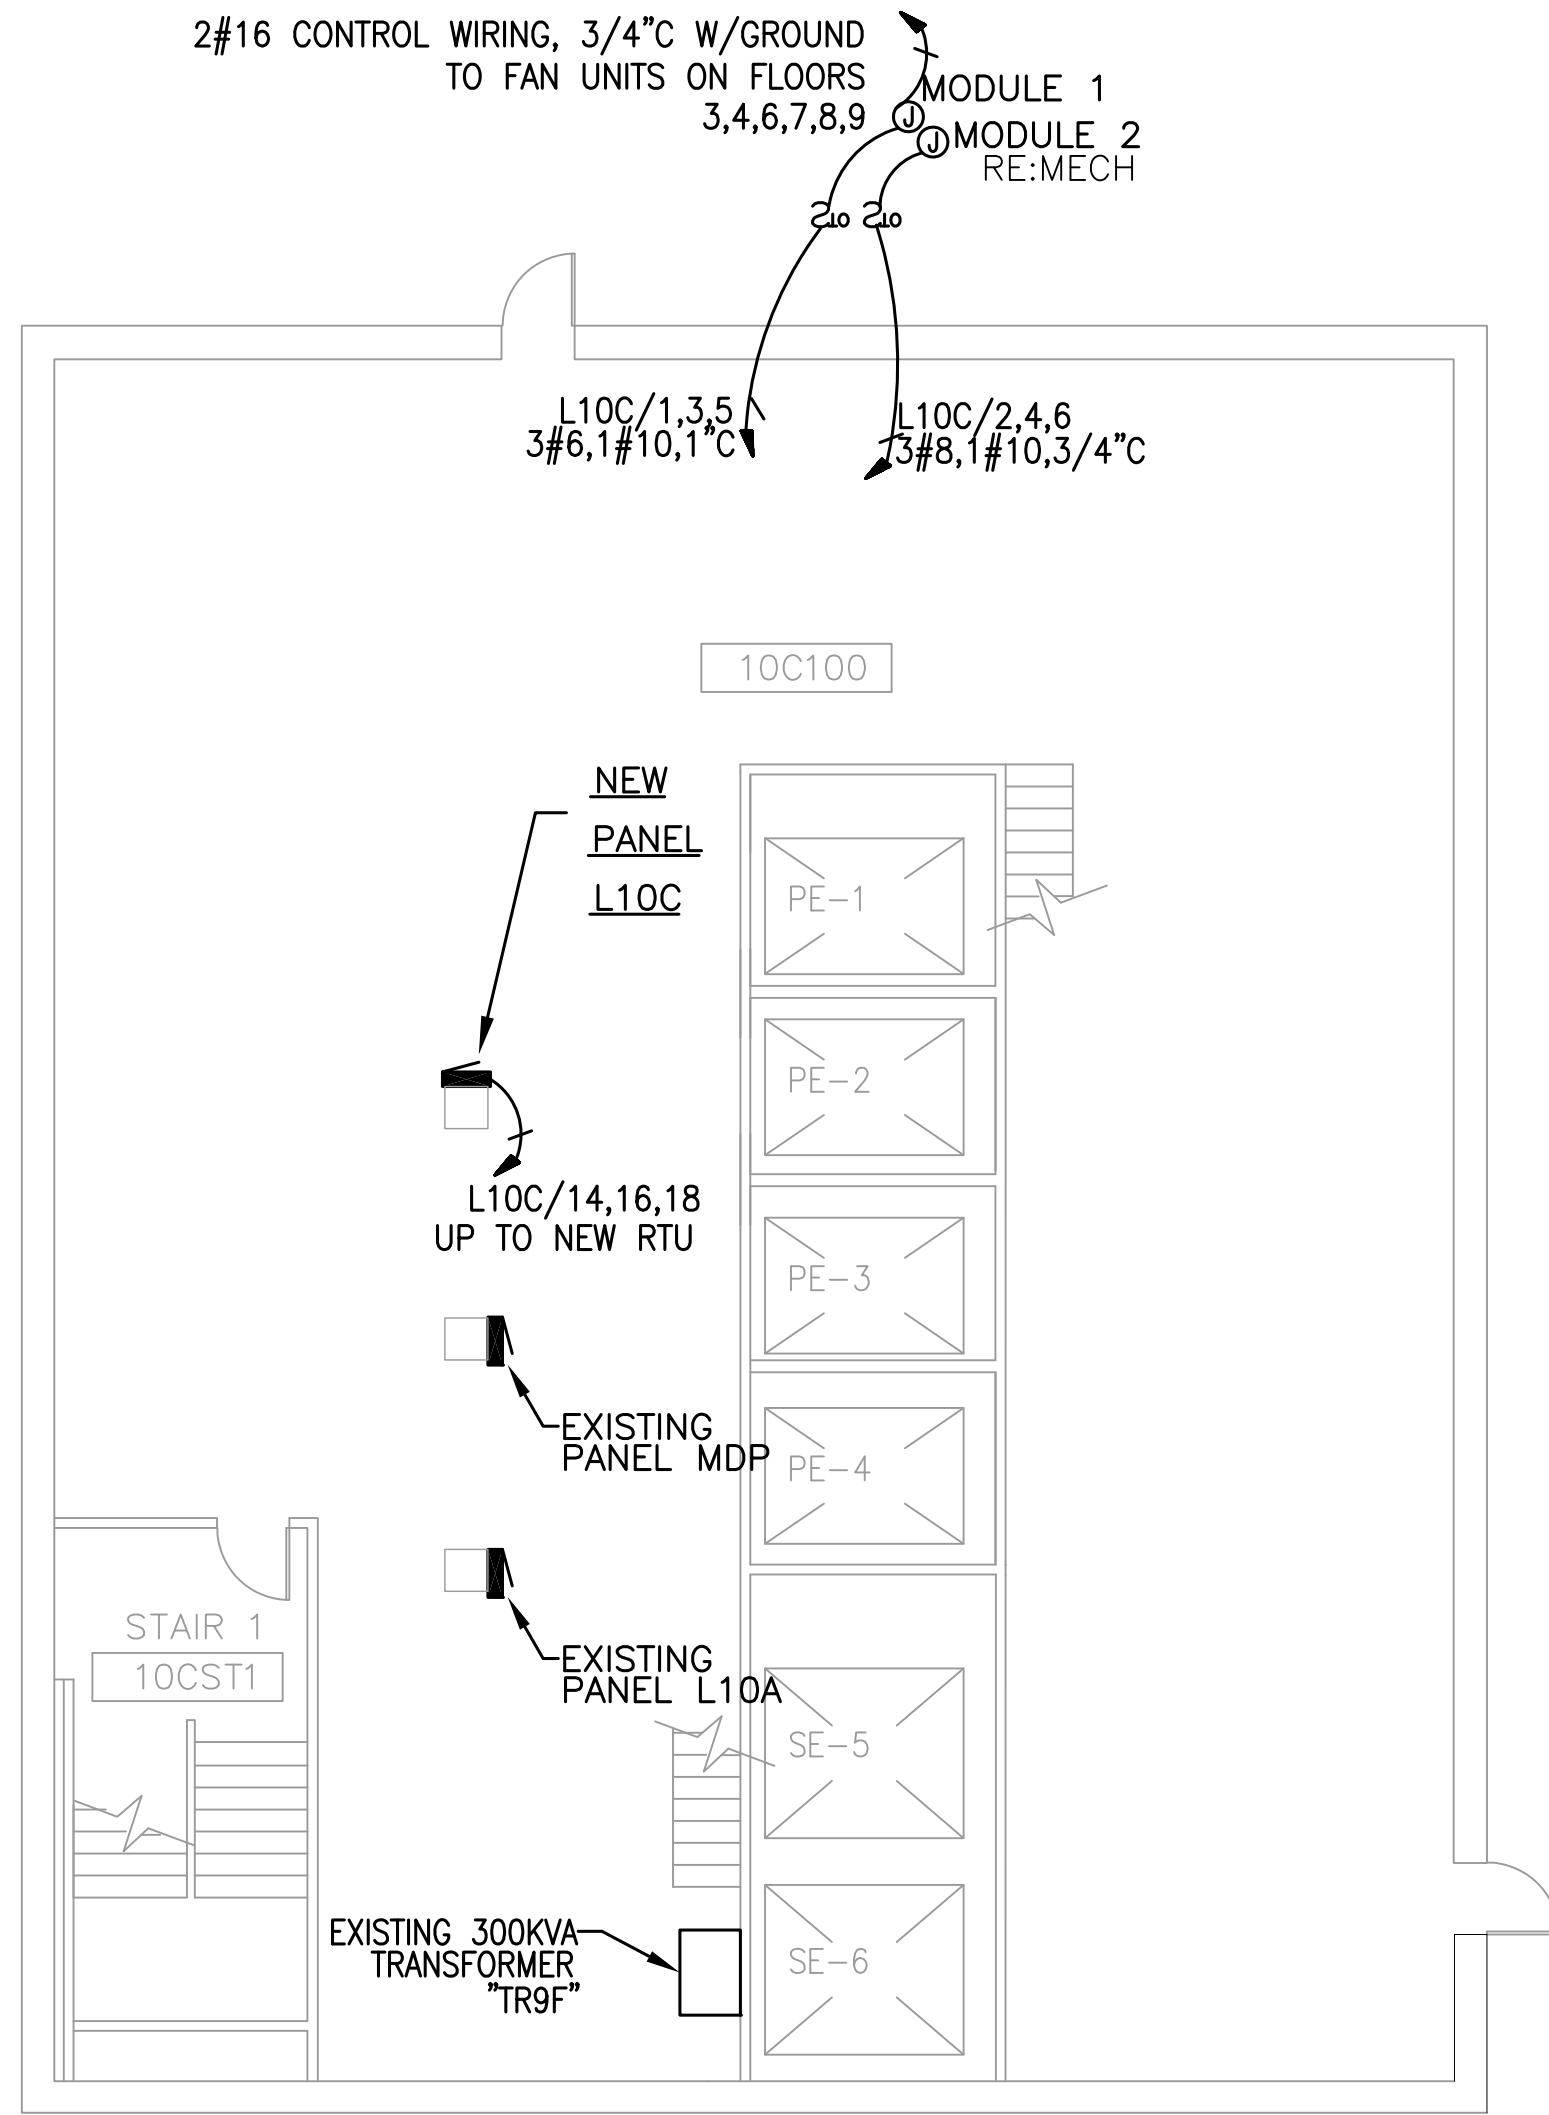 2#16 CONTROL WIRING, 3/4"C W/GROUND
TO FAN UNITS ON FLOORS
3,4,6,7,8,9
MODULE 1
J
J
MODULE 2
RE:MECH
L10C/1,3,5
3#6,1#10,1"C
L10C/2,4,6
3#8,1#10,3/4"C
10C100
NEW
PANEL
L10C
PE-1
PE-2
L10C/14,16,18
UP TO NEW RTU
PE-3
EXISTING
PANEL MDP
PE-4
STAIR 1
10CST1
EXISTING
PANEL L10A
SE-5
EXISTING 300KVA
TRANSFORMER
"TR9F"
SE-6